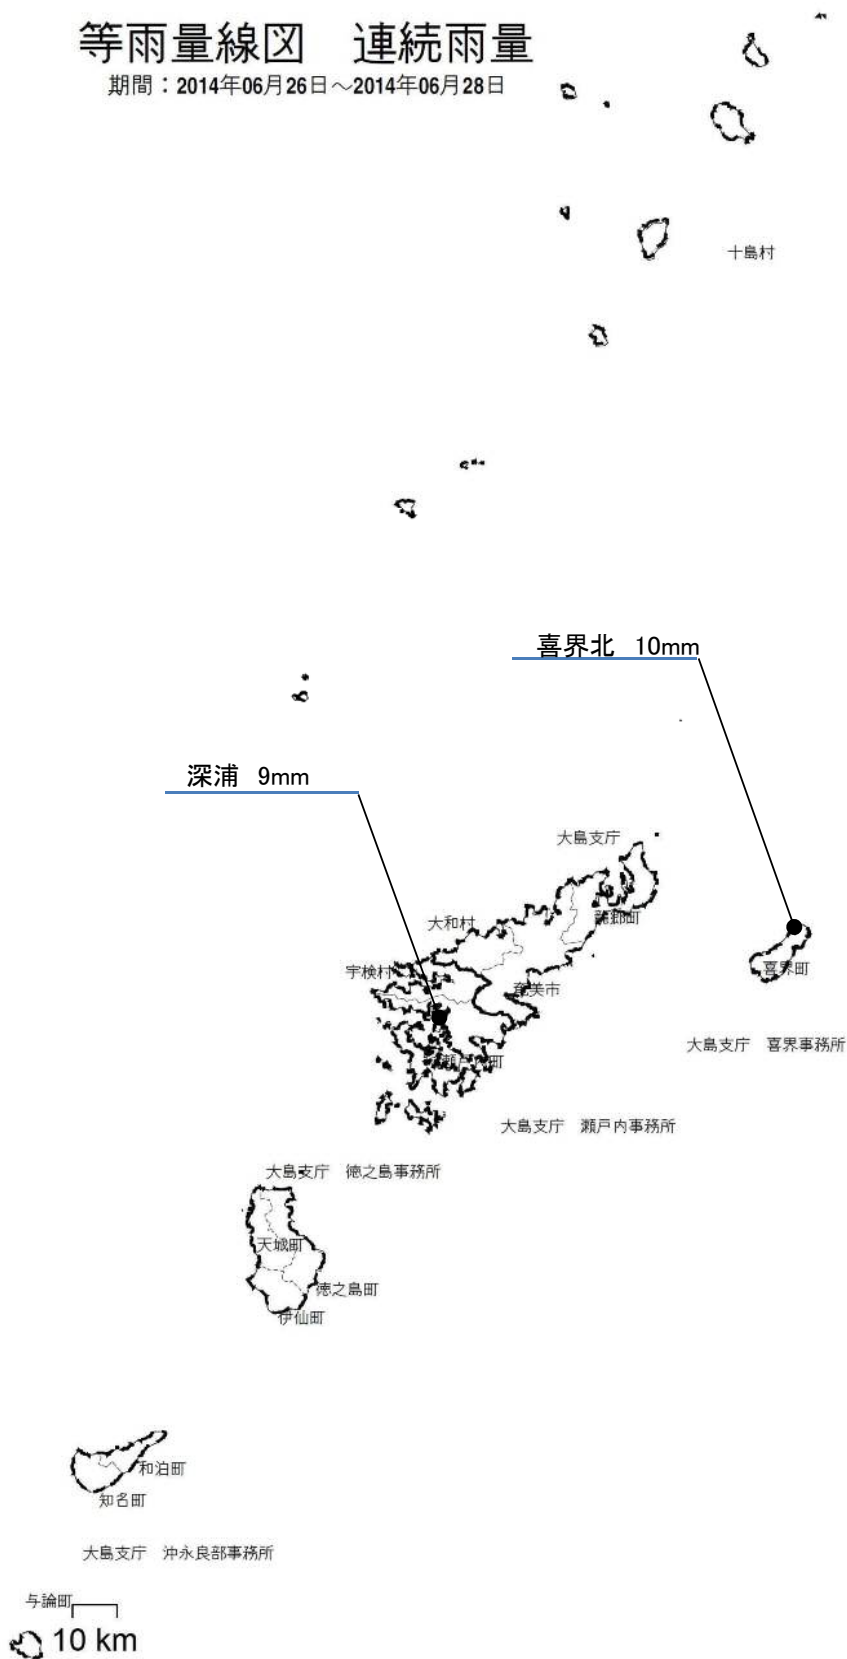 等雨量線図　連続雨量
期間：2014年06月26日～2014年06月28日
十島村
喜界北　10mm
深浦　9mm
大島支庁
龍郷町
大和村
宇検村
喜界町
奄美市
大島支庁　喜界事務所
瀬戸内町
大島支庁　瀬戸内事務所
大島支庁　徳之島事務所
天城町
徳之島町
伊仙町
和泊町
知名町
大島支庁　沖永良部事務所
与論町
10 km